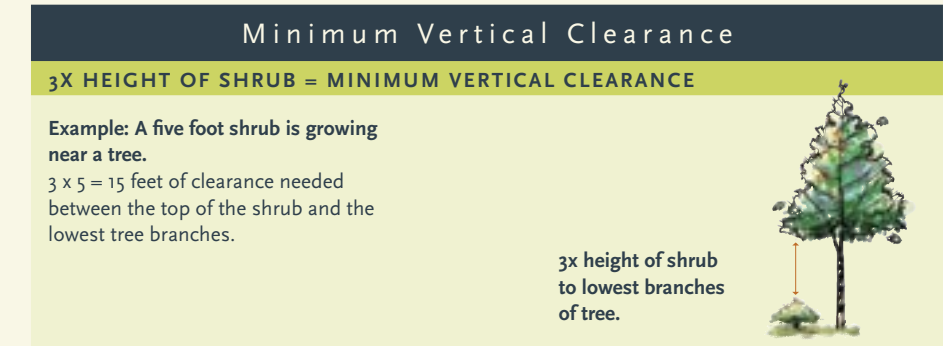 Minimum Vertical Clearance
3X HEIGHT OF SHRUB = MINIMUM VERTICAL CLEARANCE
Example: A five foot shrub is growing
near a tree.
3 x 5 = 15 feet of clearance needed
between the top of the shrub and the
lowest tree branches.
3x height of shrub
to lowest branches
of tree.